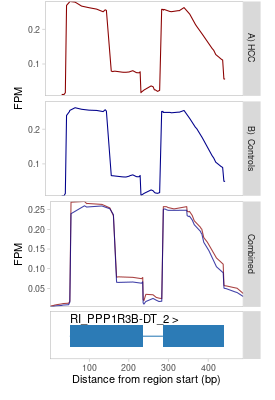 FPM
0.2
0.1
A) HCC
0.2
0.1
B) Controls
FPM
0.25
0.20
0.15
0.10
0.05
Combined
RI_PPP1R3B-DT_2 >
100 200 300 400
Distance from region start (bp)